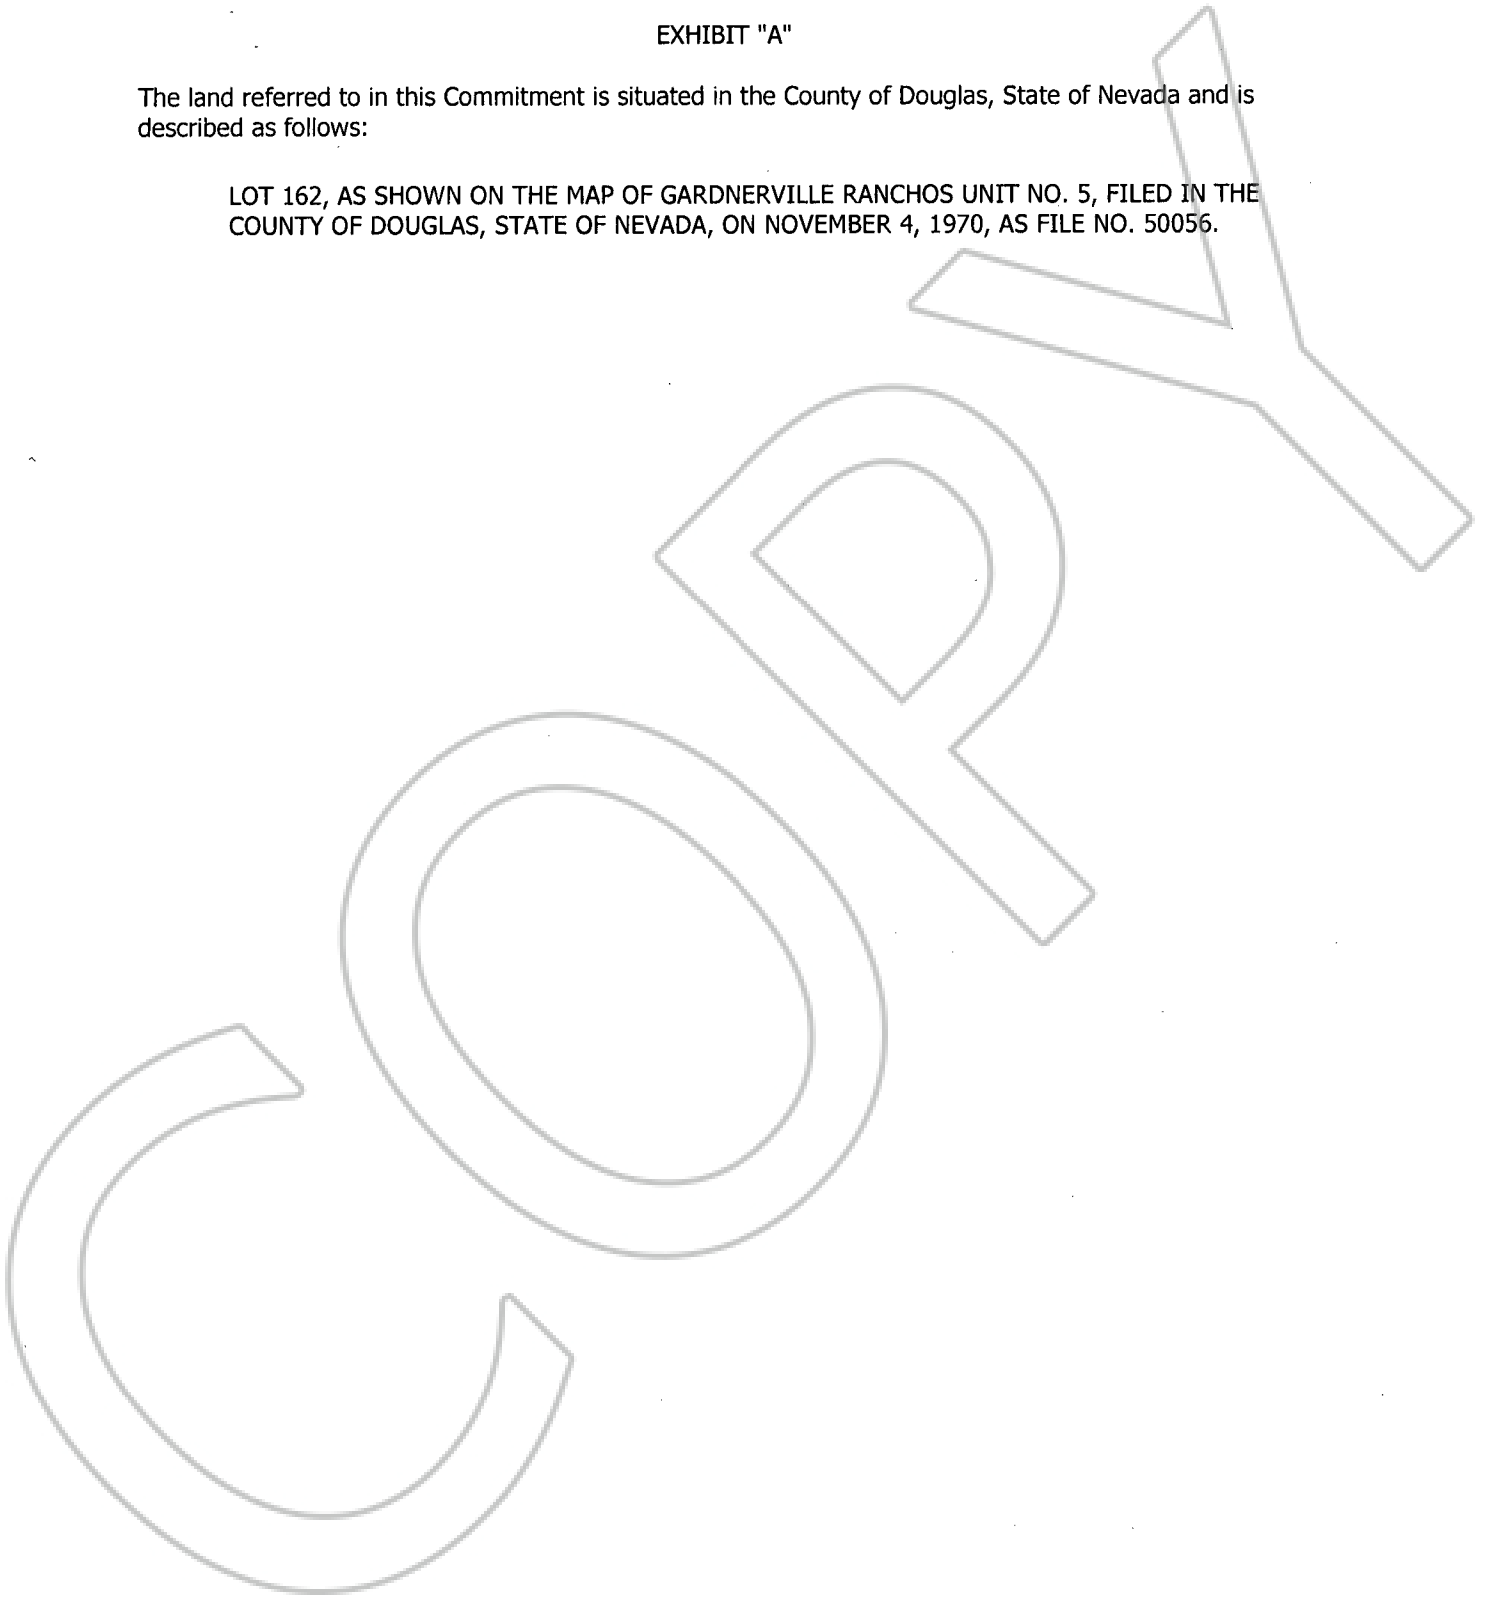 EXHIBIT "A"
The land referred to in this Commitment is situated in the County of Douglas, State of Nevada and is
described as follows:
LOT 162, AS SHOWN ON THE MAP OF GARDNERVILLE RANCHOS UNIT NO. 5, FILED IN THE
COUNTY OF DOUGLAS, STATE OF NEVADA, ON NOVEMBER 4, 1970, AS FILE NO. 50056.
COPY